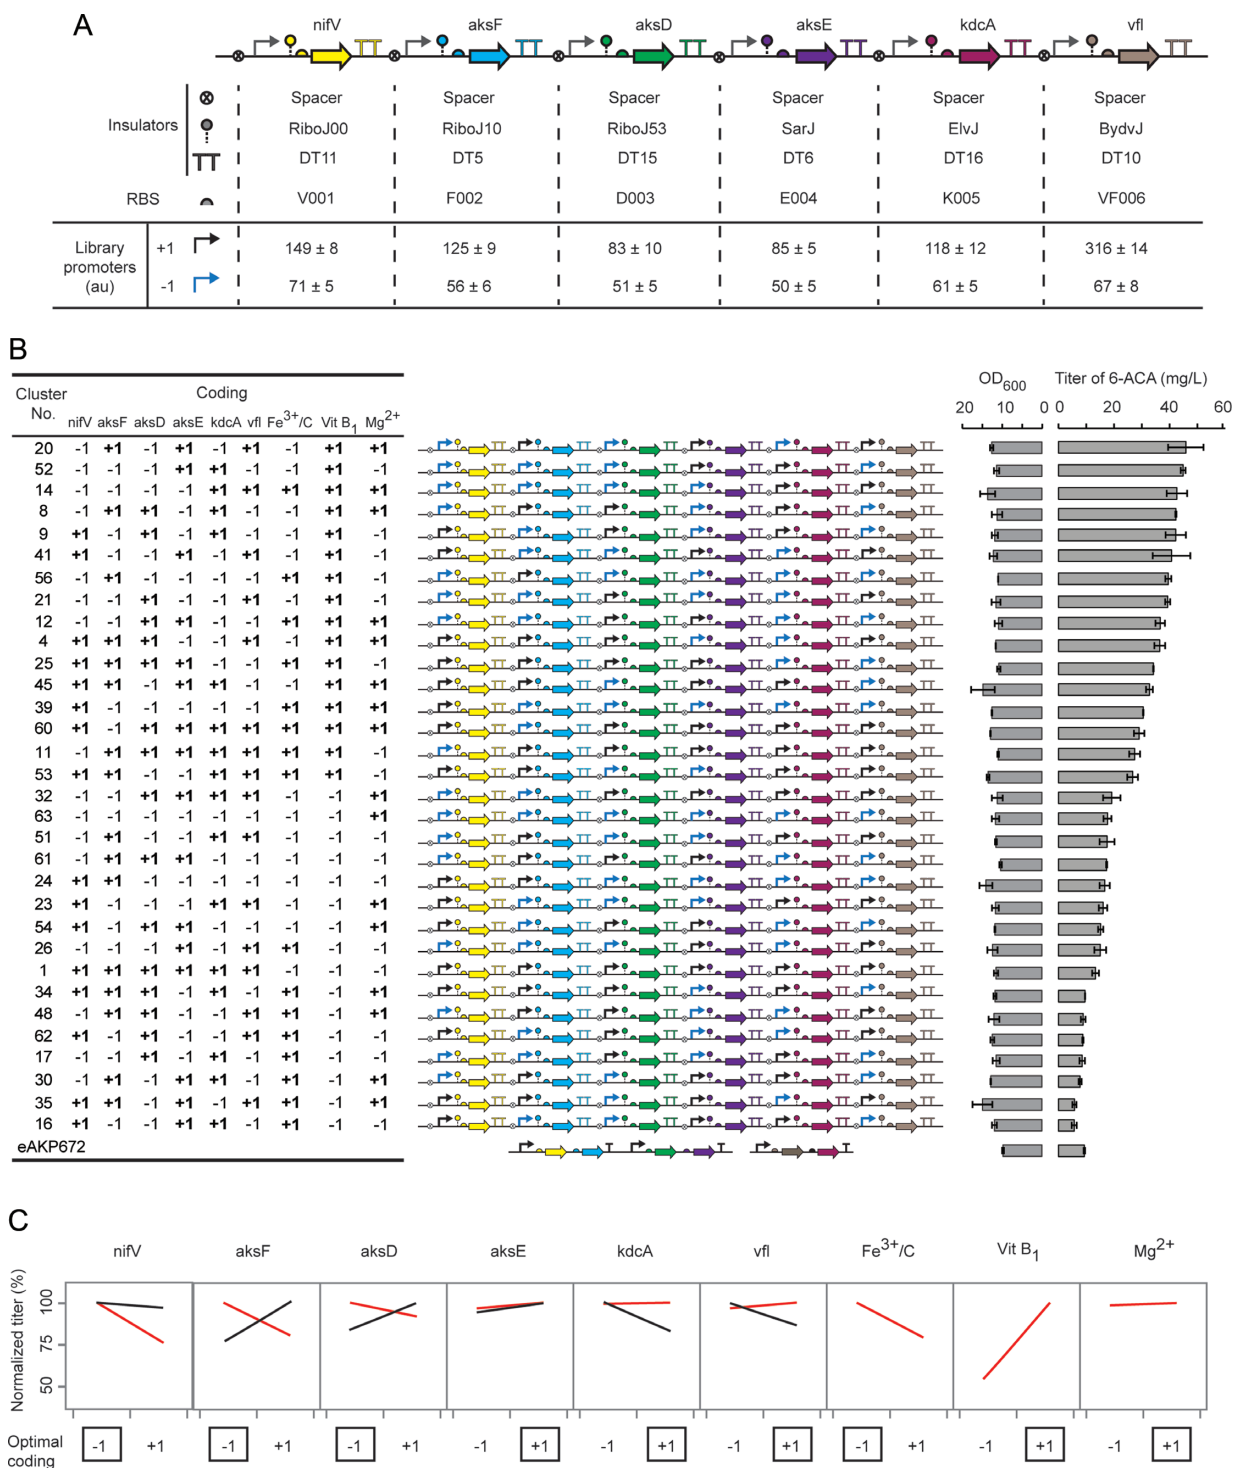 A
nifV aksF aksD aksE kdcA vfl
Spacer Spacer Spacer Spacer Spacer Spacer
Insulators RiboJ00 RiboJ10 RiboJ53 SarJ ElvJ BydvJ
DT11 DT5 DT15 DT6 DT16 DT10
RBS V001 F002 D003 E004 K005 VF006
Library promoters (au)
+1 149 ± 8 125 ± 9 83 ± 10 85 ± 5 118 ± 12 316 ± 14
-1 71 ± 5 56 ± 6 51 ± 5 50 ± 5 61 ± 5 67 ± 8
B
Cluster No. Coding OD600 Titer of 6-ACA (mg/L)
nifV aksF aksD aksE kdcA vfl Fe3+/C Vit B1 Mg2+
20 10 0 0 20 40 60
20 -1 +1 -1 +1 -1 +1 -1 +1 +1
52 -1 -1 -1 +1 +1 -1 -1 +1 -1
14 -1 -1 -1 -1 +1 +1 +1 +1 +1
8 -1 +1 +1 -1 +1 -1 -1 +1 +1
9 +1 -1 +1 -1 +1 -1 -1 +1 -1
41 +1 -1 -1 +1 -1 +1 -1 +1 -1
56 -1 +1 -1 -1 -1 -1 +1 +1 -1
21 -1 -1 +1 -1 -1 +1 -1 +1 -1
12 -1 -1 +1 +1 -1 -1 +1 +1 +1
4 +1 +1 +1 -1 -1 +1 -1 +1 +1
25 +1 +1 +1 +1 -1 -1 +1 +1 -1
45 +1 +1 -1 +1 +1 -1 -1 +1 +1
39 +1 -1 -1 -1 -1 -1 +1 +1 +1
60 +1 -1 +1 +1 +1 +1 +1 +1 +1
11 -1 +1 +1 +1 +1 +1 +1 +1 -1
53 +1 +1 -1 -1 +1 +1 +1 +1 -1
32 -1 -1 +1 +1 +1 +1 -1 -1 +1
63 -1 -1 -1 -1 -1 -1 -1 -1 +1
51 -1 +1 -1 -1 +1 +1 -1 -1 -1
61 -1 +1 +1 +1 -1 -1 -1 -1 -1
24 +1 +1 -1 -1 -1 -1 -1 -1 -1
23 +1 -1 -1 -1 +1 +1 -1 -1 +1
54 +1 -1 +1 +1 -1 -1 -1 -1 +1
26 -1 -1 -1 +1 -1 +1 +1 -1 -1
1 +1 +1 +1 +1 +1 +1 -1 -1 -1
34 +1 +1 +1 -1 +1 -1 +1 -1 +1
48 -1 +1 +1 -1 -1 +1 +1 -1 +1
62 +1 -1 +1 -1 -1 +1 +1 -1 -1
17 -1 -1 +1 -1 +1 -1 +1 -1 -1
30 -1 +1 -1 +1 +1 -1 +1 -1 +1
35 +1 +1 -1 +1 -1 +1 +1 -1 +1
16 +1 -1 -1 +1 +1 -1 +1 -1 -1
eAKP672
C
nifV aksF aksD aksE kdcA vfl Fe3+/C Vit B1 Mg2+
Normalized titer (%)
100
75
50
Optimal coding
-1 +1 -1 +1 -1 +1 -1 +1 -1 +1 -1 +1 -1 +1 -1 +1 -1 +1